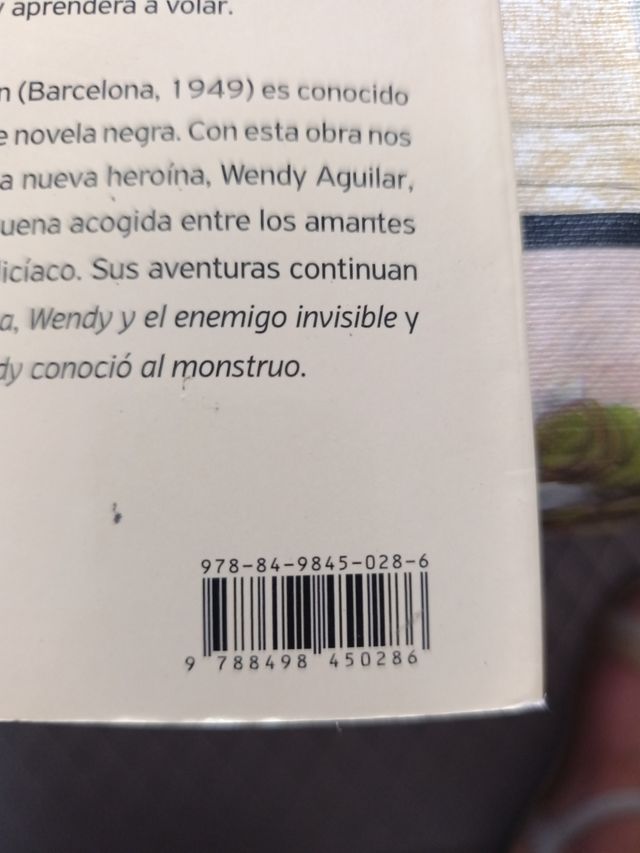 y aprenderá a volar.
n (Barcelona, 1949) es conocido
e novela negra. Con esta obra nos
a nueva heroína, Wendy Aguilar,
uena acogida entre los amantes
licíaco. Sus aventuras continuan
a, Wendy y el enemigo invisible y
dy conoció al monstruo.
978-84-9845-028-6
9 788498 450286